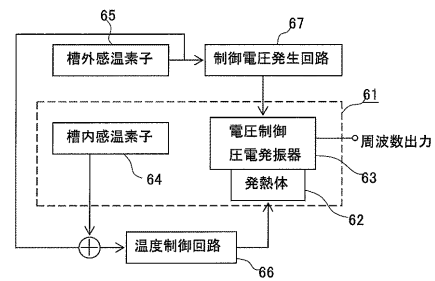 65
67
槽外感温素子
制御電圧発生回路
61
槽内感温素子
電圧制御
圧電発振器
周波数出力
64
発熱体
63
62
温度制御回路
66